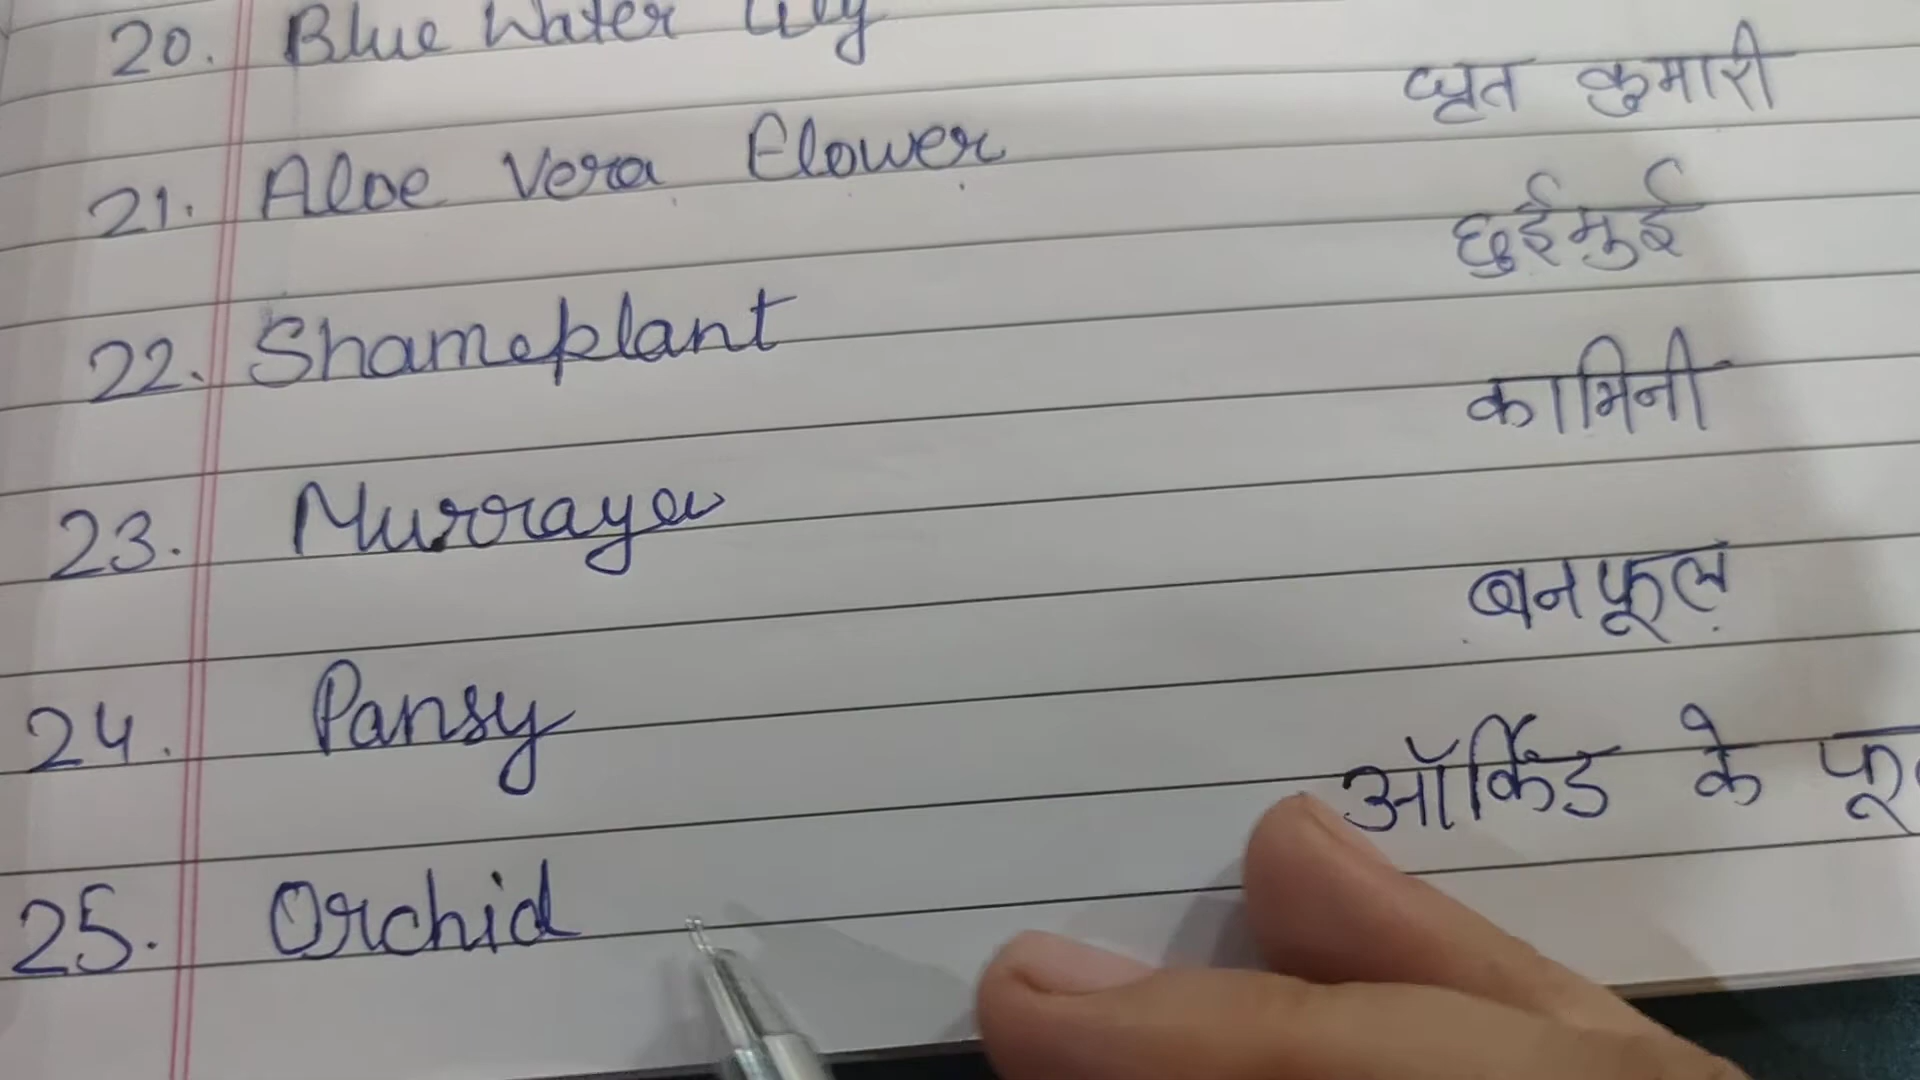 20. Blue Water Lily
21. Aloe Vera Flower घृत कुमारी
22. Shameplant छुईमुई
23. Murraya कामिनी
24. Pansy बनफूल
25. Orchid ऑर्किड के